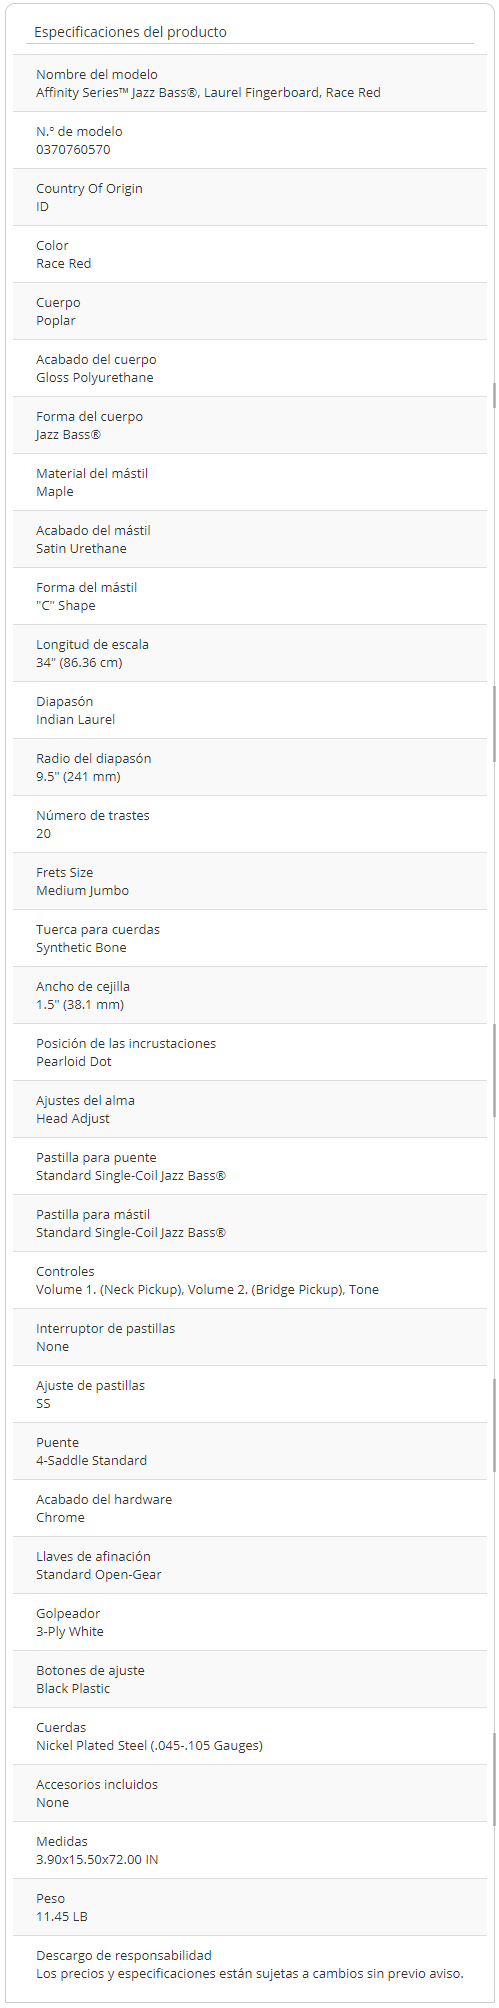 Especificaciones del producto
Nombre del modelo
Affinity Series™ Jazz Bass®, Laurel Fingerboard, Race Red
N.° de modelo
0370760570
Country Of Origin
ID
Color
Race Red
Cuerpo
Poplar
Acabado del cuerpo
Gloss Polyurethane
Forma del cuerpo
Jazz Bass®
Material del mástil
Maple
Acabado del mástil
Satin Urethane
Forma del mástil
"C" Shape
Longitud de escala
34" (86.36 cm)
Diapasón
Indian Laurel
Radio del diapasón
9.5" (241 mm)
Número de trastes
20
Frets Size
Medium Jumbo
Tuerca para cuerdas
Synthetic Bone
Ancho de cejilla
1.5" (38.1 mm)
Posición de las incrustaciones
Pearloid Dot
Ajustes del alma
Head Adjust
Pastilla para puente
Standard Single-Coil Jazz Bass®
Pastilla para mástil
Standard Single-Coil Jazz Bass®
Controles
Volume 1. (Neck Pickup), Volume 2. (Bridge Pickup), Tone
Interruptor de pastillas
None
Ajuste de pastillas
SS
Puente
4-Saddle Standard
Acabado del hardware
Chrome
Llaves de afinación
Standard Open-Gear
Golpeador
3-Ply White
Botones de ajuste
Black Plastic
Cuerdas
Nickel Plated Steel (.045-.105 Gauges)
Accesorios incluidos
None
Medidas
3.90x15.50x72.00 IN
Peso
11.45 LB
Descargo de responsabilidad
Los precios y especificaciones están sujetas a cambios sin previo aviso.